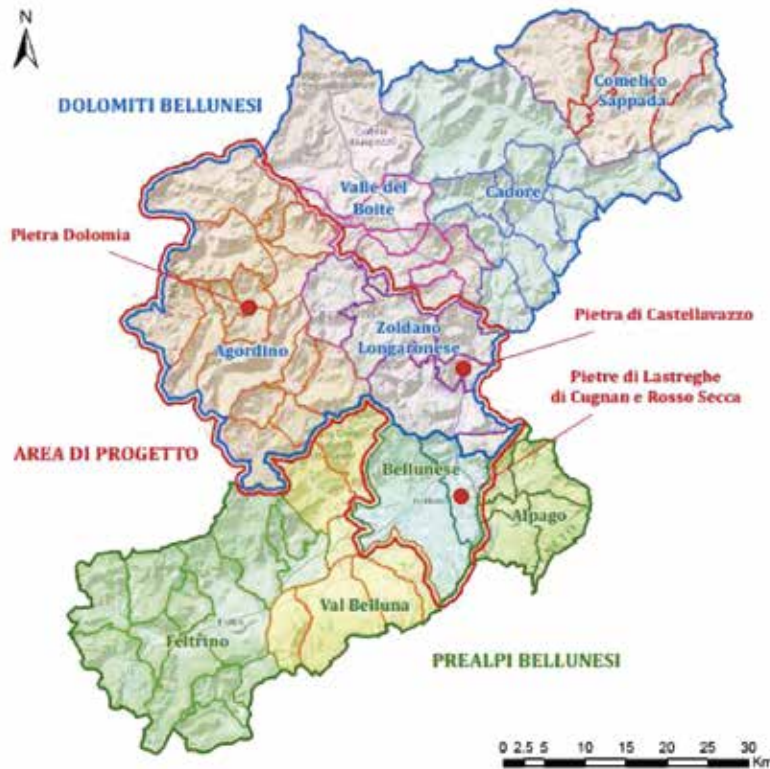 N
DOLOMITI BELLUNESI
Comelico
Sappada
Valle del
Boite
Cadore
Pietra Dolomia
Zoldano
Longaronese
Pietra di Castellavazzo
Agordino
Pietre di Lastreghe
di Cugnan e Rosso Secca
AREA DI PROGETTO
Bellunese
Alpago
Val Belluna
Feltrino
PREALPI BELLUNESI
0 2.5 5 10 15 20 25 30
Km